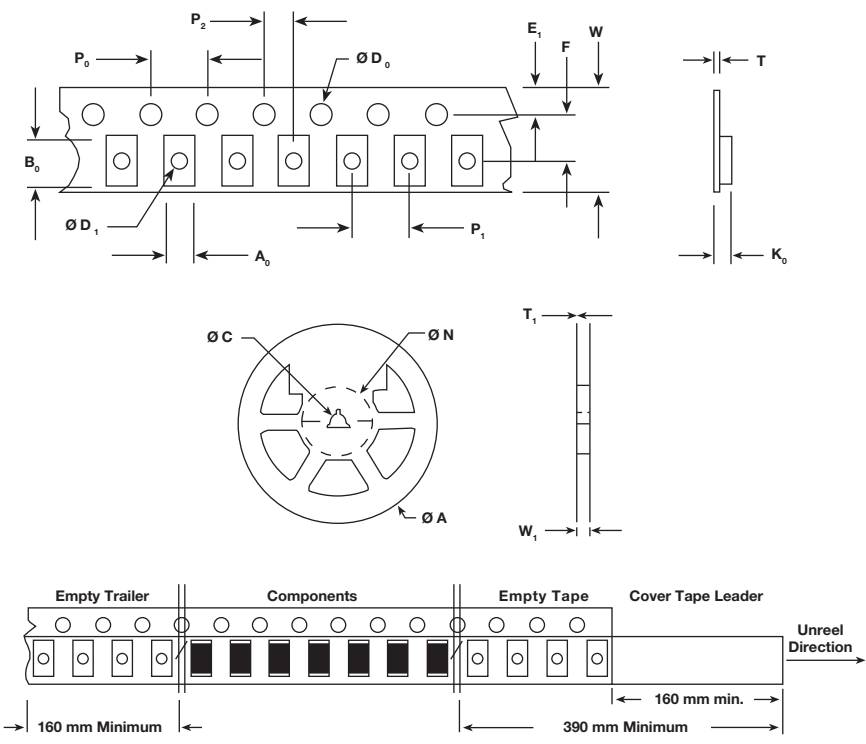 P₂
E₁
W
P₀
Ø D₀
F
T
B₀
Ø D₁
A₀
P₁
K₀
T₁
Ø C
Ø N
Ø A
W₁
Empty Trailer
Components
Empty Tape
Cover Tape Leader
Unreel
Direction
160 mm min.
160 mm Minimum
390 mm Minimum